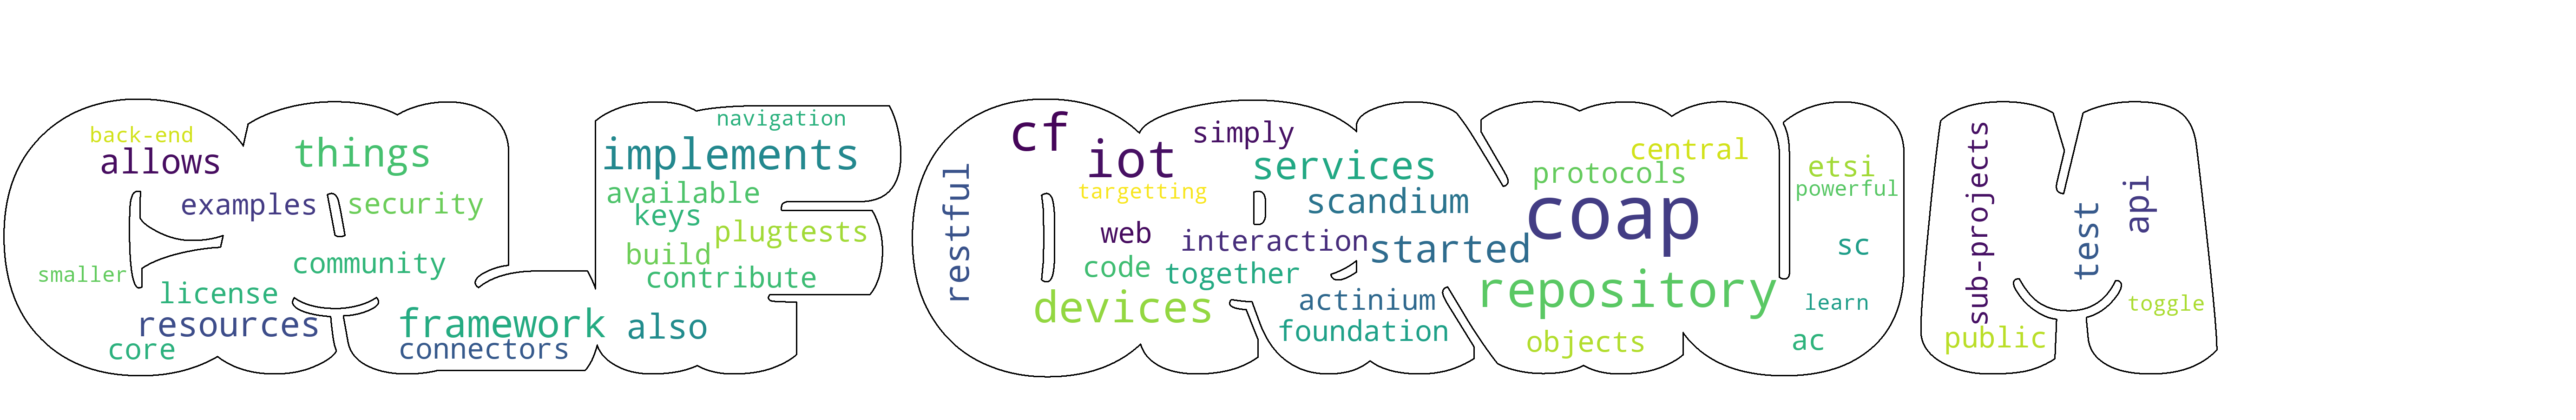 back-end
allows
things
examples
security
community
smaller
license
resources
core
framework
connectors
navigation
implements
available
keys
plugtests
build
contribute
also
restful
cf
iot
simply
services
targetting
scandium
web
interaction
started
code
together
devices
actinium
foundation
central
protocols
coap
repository
objects
etsi
powerful
sc
learn
ac
sub-projects
public
test
api
toggle